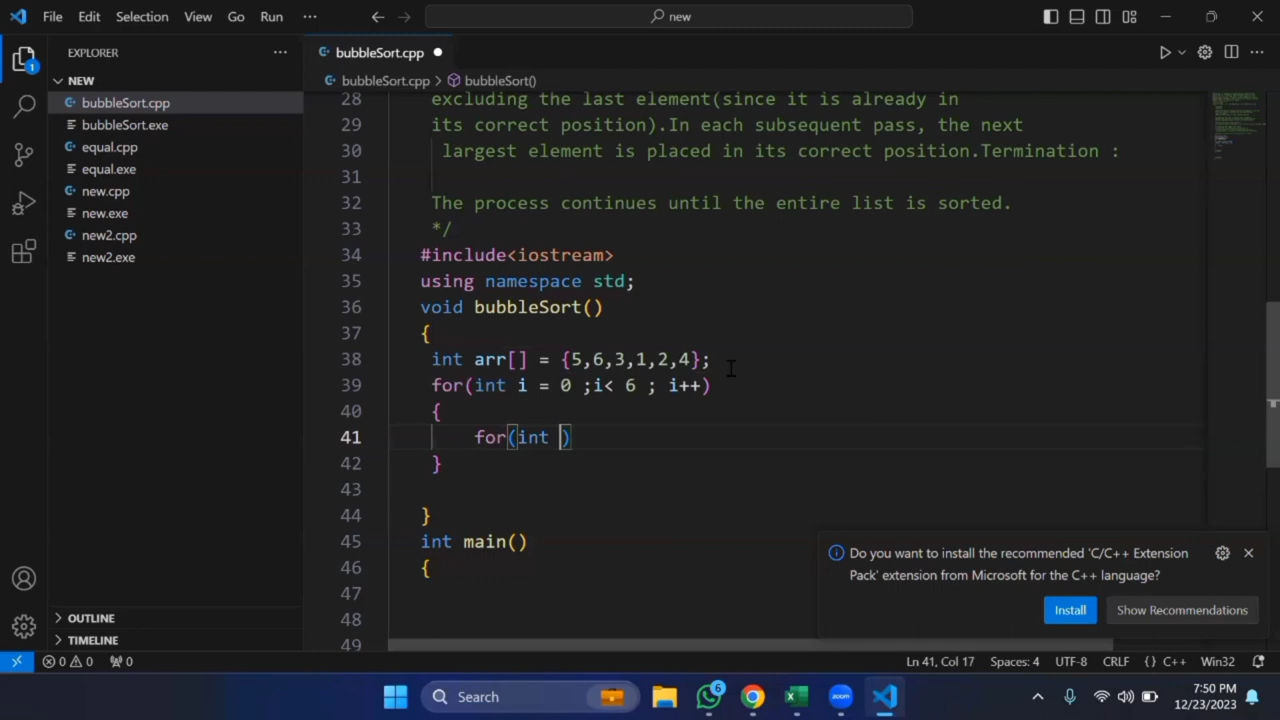 File Edit Selection View Go Run ··· new
EXPLORER ···
NEW
bubbleSort.cpp
bubbleSort.exe
equal.cpp
equal.exe
new.cpp
new.exe
new2.cpp
new2.exe
OUTLINE
TIMELINE
1
bubbleSort.cpp
bubbleSort.cpp > bubbleSort()
28 excluding the last element(since it is already in
29 its correct position).In each subsequent pass, the next
30 largest element is placed in its correct position.Termination :
31
32 The process continues until the entire list is sorted.
33 */
34 #include<iostream>
35 using namespace std;
36 void bubbleSort()
37 {
38 int arr[] = {5,6,3,1,2,4};
39 for(int i = 0 ;i< 6 ; i++)
40 {
41 for(int )
42 }
43
44 }
45 int main()
46 {
47
48
49
Do you want to install the recommended 'C/C++ Extension
Pack' extension from Microsoft for the C++ language?
Install Show Recommendations
0 0 0 Ln 41, Col 17 Spaces: 4 UTF-8 CRLF {} C++ Win32
Search 6 zoom 7:50 PM
12/23/2023